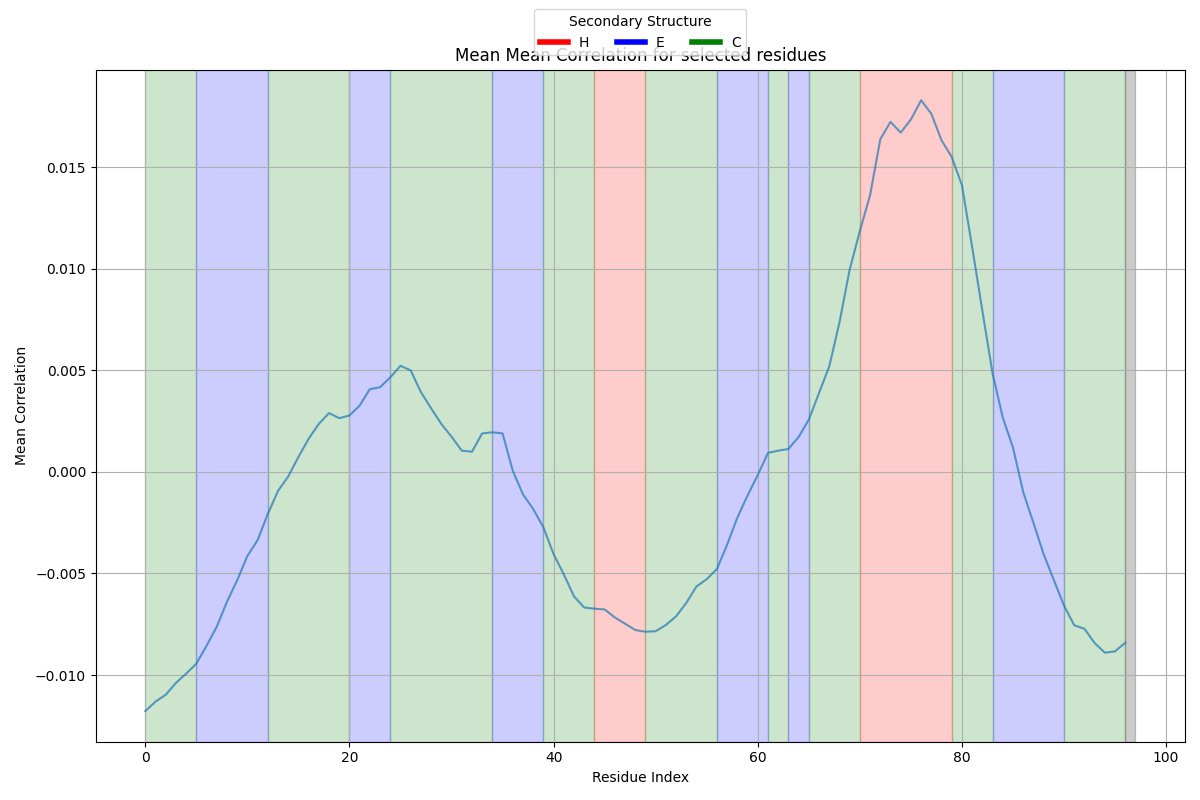 Secondary Structure
H E C
Mean Mean Correlation for selected residues
Mean Correlation
0.015
0.010
0.005
0.000
−0.005
−0.010
0 20 40 60 80 100
Residue Index